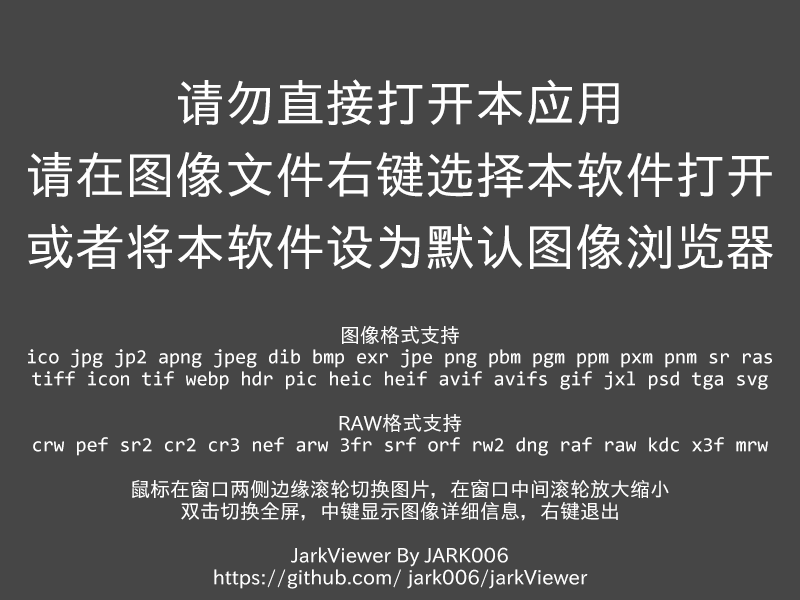 请勿直接打开本应用
请在图像文件右键选择本软件打开
或者将本软件设为默认图像浏览器
图像格式支持
ico jpg jp2 apng jpeg dib bmp exr jpe png pbm pgm ppm pxm pnm sr ras
tiff icon tif webp hdr pic heic heif avif avifs gif jxl psd tga svg
RAW格式支持
crw pef sr2 cr2 cr3 nef arw 3fr srf orf rw2 dng raf raw kdc x3f mrw
鼠标在窗口两侧边缘滚轮切换图片，在窗口中间滚轮放大缩小
双击切换全屏，中键显示图像详细信息，右键退出
JarkViewer By JARK006
https://github.com/ jark006/jarkViewer